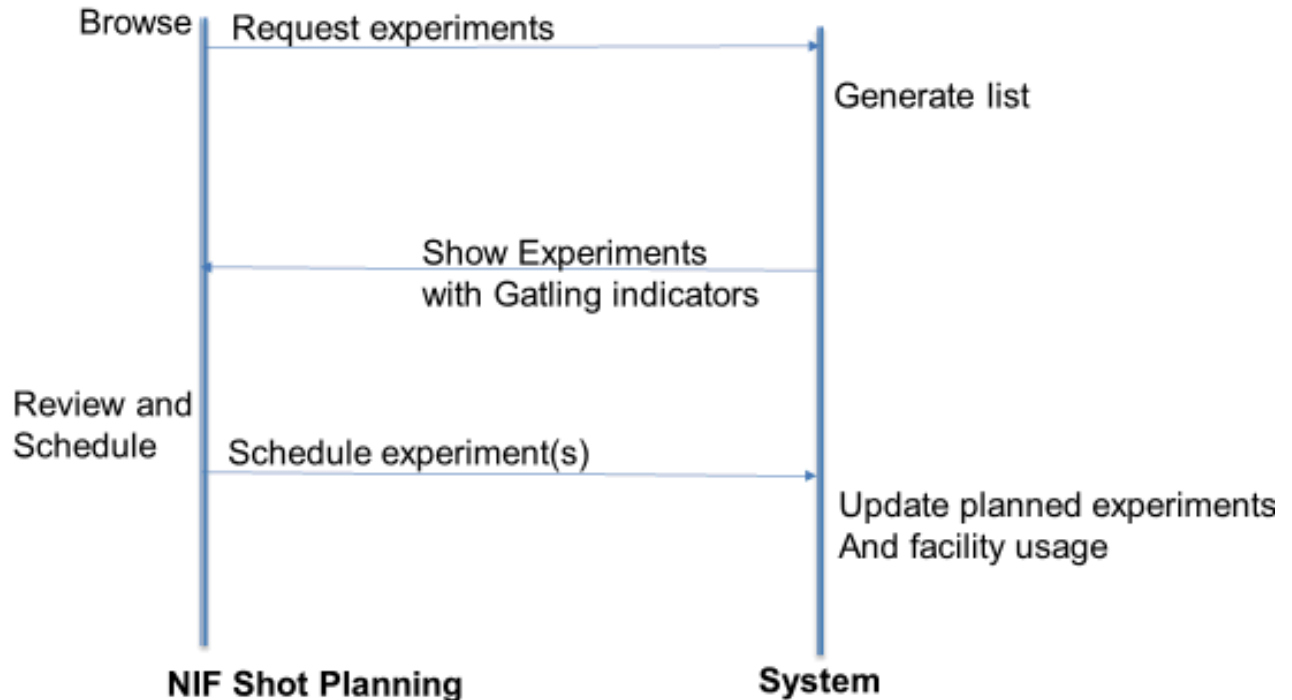 Browse
Request experiments
Generate list
Show Experiments
with Gatling indicators
Review and
Schedule
Schedule experiment(s)
Update planned experiments
And facility usage
NIF Shot Planning
System